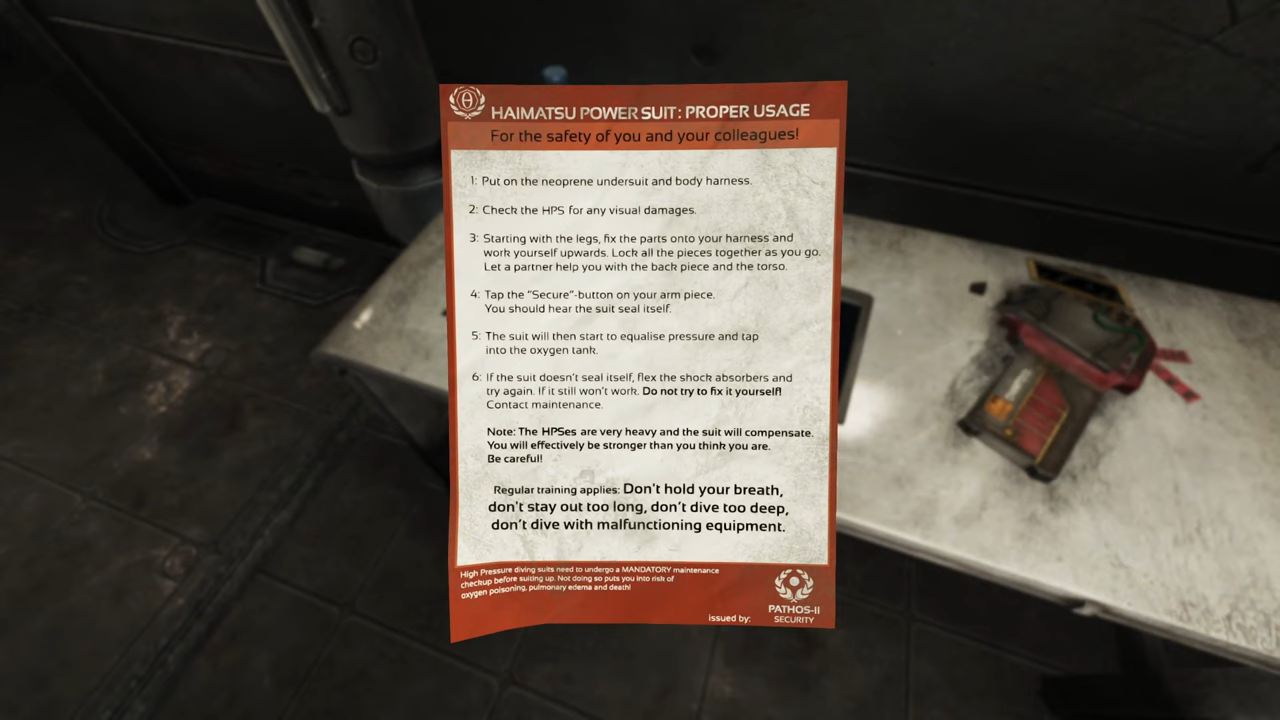 HAIMATSU POWER SUIT: PROPER USAGE
For the safety of you and your colleagues!
1: Put on the neoprene undersuit and body harness.
2: Check the HPS for any visual damages.
3: Starting with the legs, fix the parts onto your harness and
work yourself upwards. Lock all the pieces together as you go.
Let a partner help you with the back piece and the torso.
4: Tap the "Secure"-button on your arm piece.
You should hear the suit seal itself.
5: The suit will then start to equalise pressure and tap
into the oxygen tank.
6: If the suit doesn't seal itself, flex the shock absorbers and
try again. If it still won't work. Do not try to fix it yourself!
Contact maintenance.
Note: The HPSes are very heavy and the suit will compensate.
You will effectively be stronger than you think you are.
Be careful!
Regular training applies: Don't hold your breath,
don't stay out too long, don't dive too deep,
don't dive with malfunctioning equipment.
High Pressure diving suits need to undergo a MANDATORY maintenance
checkup before suiting up. Not doing so puts you into risk of
oxygen poisoning, pulmonary edema and death!
issued by:
PATHOS-II
SECURITY